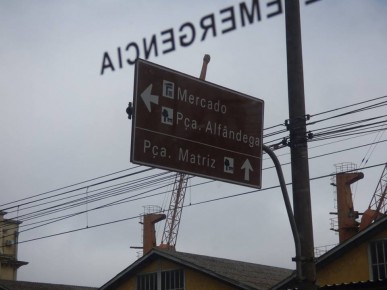 EMERGENCIA
Mercado
Pça. Alfândega
Pça. Matriz